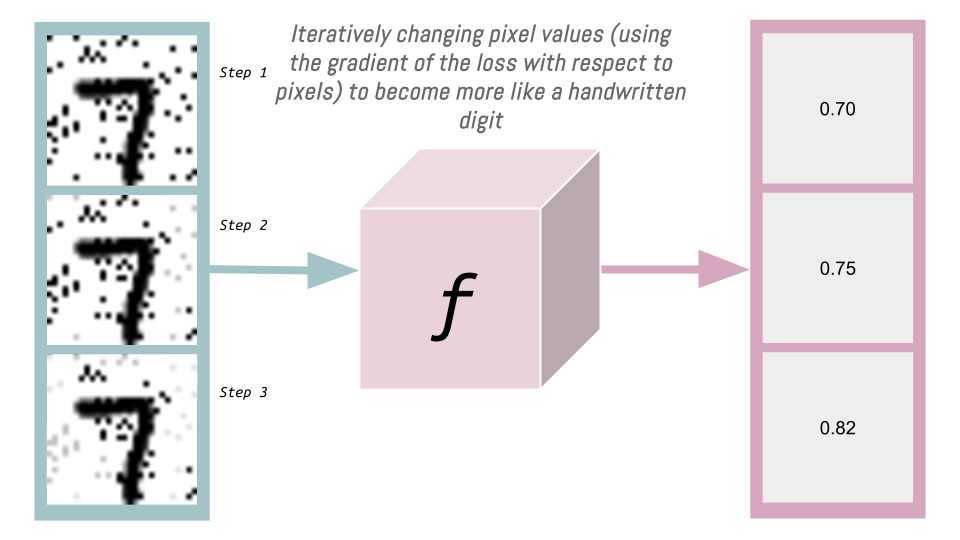 Iteratively changing pixel values (using
the gradient of the loss with respect to
pixels) to become more like a handwritten
digit
Step 1
0.70
Step 2
0.75
f
Step 3
0.82